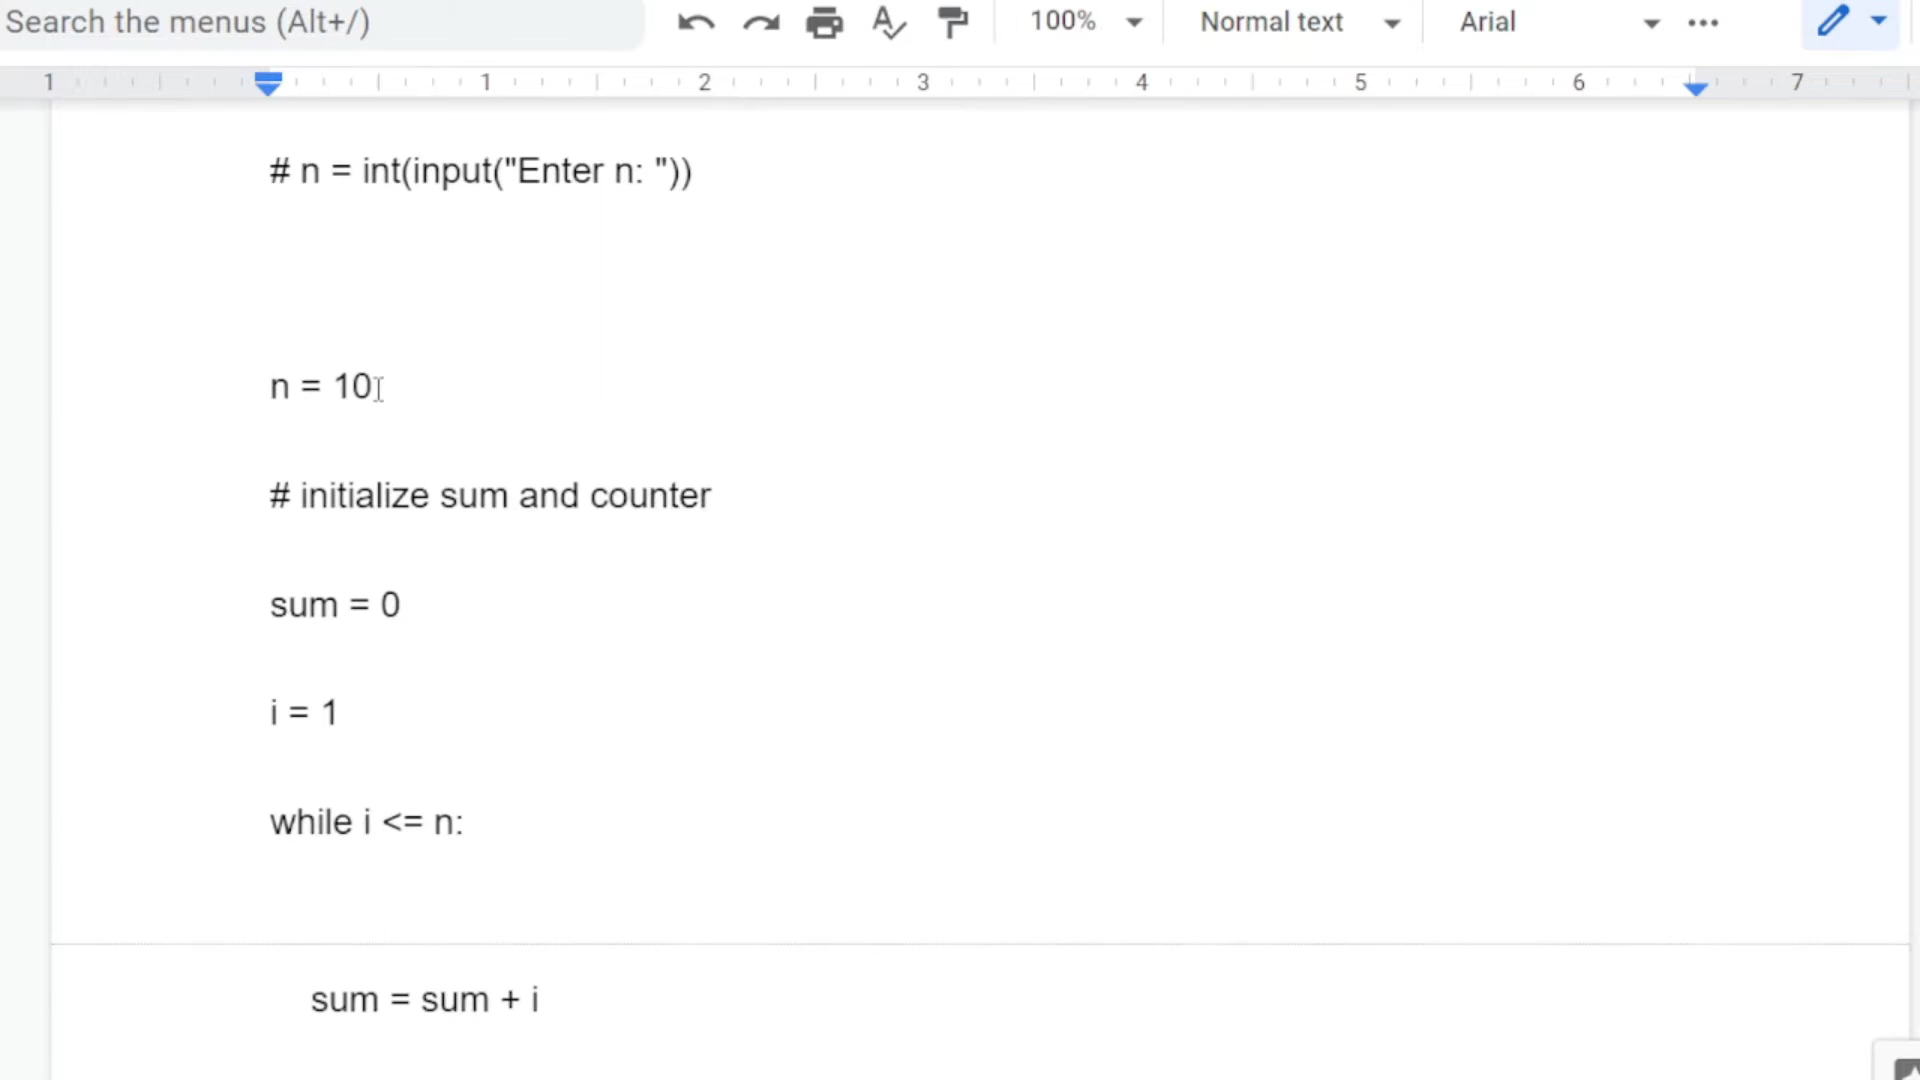 Search the menus (Alt+/) 100% Normal text Arial
1 1 2 3 4 5 6 7
# n = int(input("Enter n: "))
n = 10
# initialize sum and counter
sum = 0
i = 1
while i <= n:
sum = sum + i